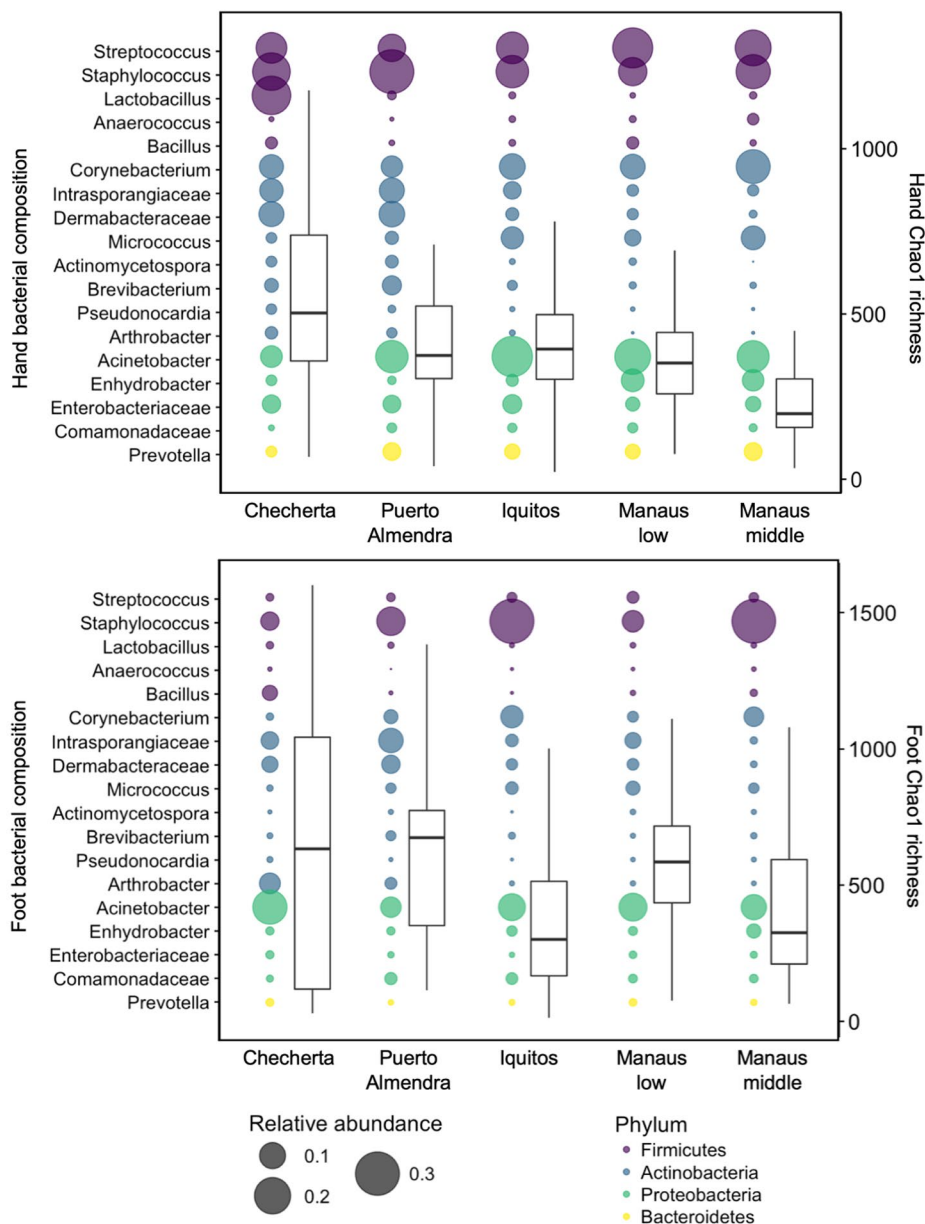 Hand bacterial composition
Streptococcus
Staphylococcus
Lactobacillus
Anaerococcus
Bacillus
Corynebacterium
Intrasporangiaceae
Dermabacteraceae
Micrococcus
Actinomycetospora
Brevibacterium
Pseudonocardia
Arthrobacter
Acinetobacter
Enhydrobacter
Enterobacteriaceae
Comamonadaceae
Prevotella
1000
500
0
Hand Chao1 richness
Checherta
Puerto
Almendra
Iquitos
Manaus
low
Manaus
middle
Foot bacterial composition
Streptococcus
Staphylococcus
Lactobacillus
Anaerococcus
Bacillus
Corynebacterium
Intrasporangiaceae
Dermabacteraceae
Micrococcus
Actinomycetospora
Brevibacterium
Pseudonocardia
Arthrobacter
Acinetobacter
Enhydrobacter
Enterobacteriaceae
Comamonadaceae
Prevotella
1500
1000
500
0
Foot Chao1 richness
Checherta
Puerto
Almendra
Iquitos
Manaus
low
Manaus
middle
Relative abundance
0.1
0.2
0.3
Phylum
Firmicutes
Actinobacteria
Proteobacteria
Bacteroidetes